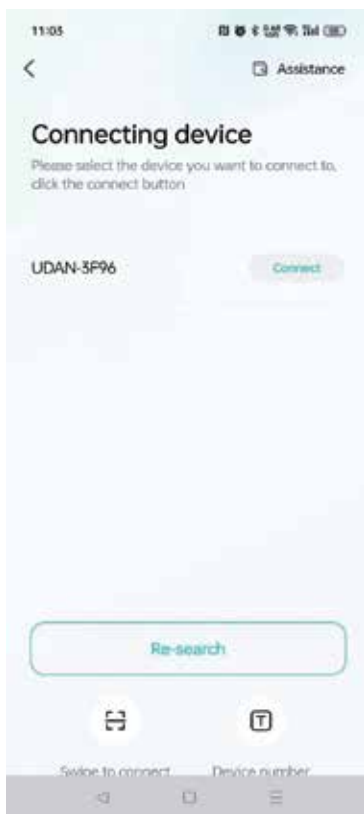 11:05
Assistance
Connecting device
Please select the device you want to connect to,
click the connect button
UDAN-3F96
Connect
Re-search
Swipe to connect
Device number